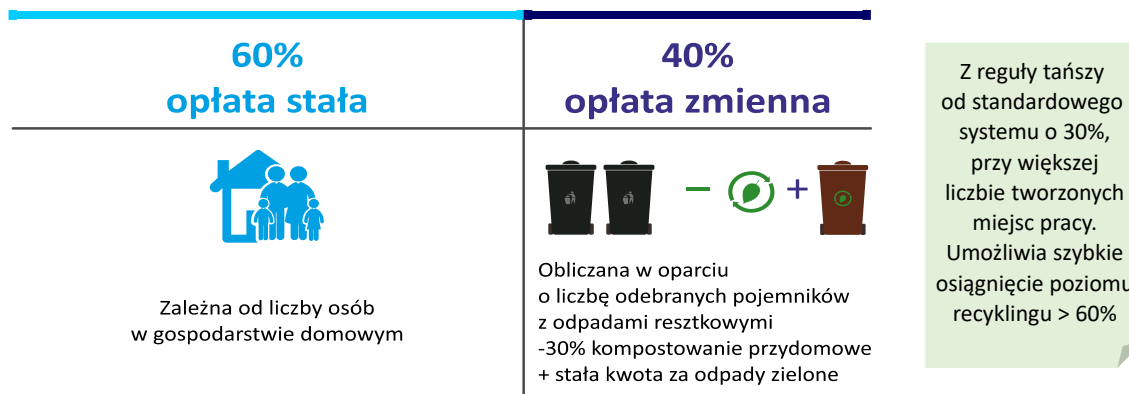 60%
opłata stała
40%
opłata zmienna
Zależna od liczby osób
w gospodarstwie domowym
Obliczana w oparciu
o liczbę odebranych pojemników
z odpadami resztkowymi
-30% kompostowanie przydomowe
+ stała kwota za odpady zielone
Z reguły tańszy
od standardowego
systemu o 30%,
przy większej
liczbie tworzonych
miejsc pracy.
Umożliwia szybkie
osiągnięcie poziomu
recyklingu > 60%